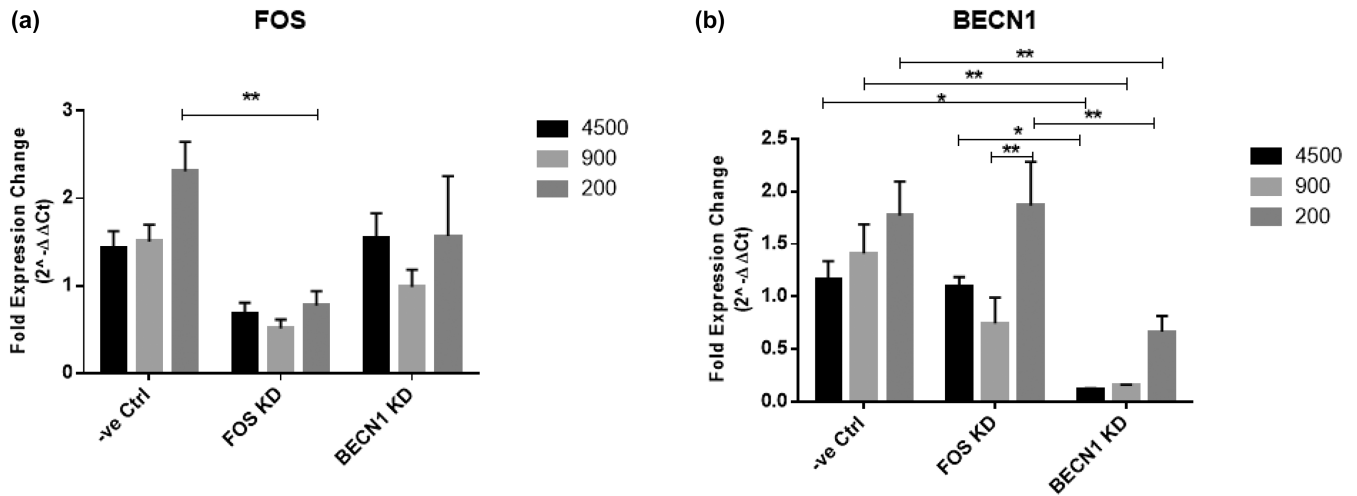 (a)
FOS
Fold Expression Change
(2^ -Δ ΔCt)
3
2
1
0
**
-ve Ctrl
FOS KD
BECN1 KD
4500
900
200
(b)
BECN1
Fold Expression Change
(2^ -Δ ΔCt)
2.5
2.0
1.5
1.0
0.5
0.0
**
**
*
**
*
**
-ve Ctrl
FOS KD
BECN1 KD
4500
900
200